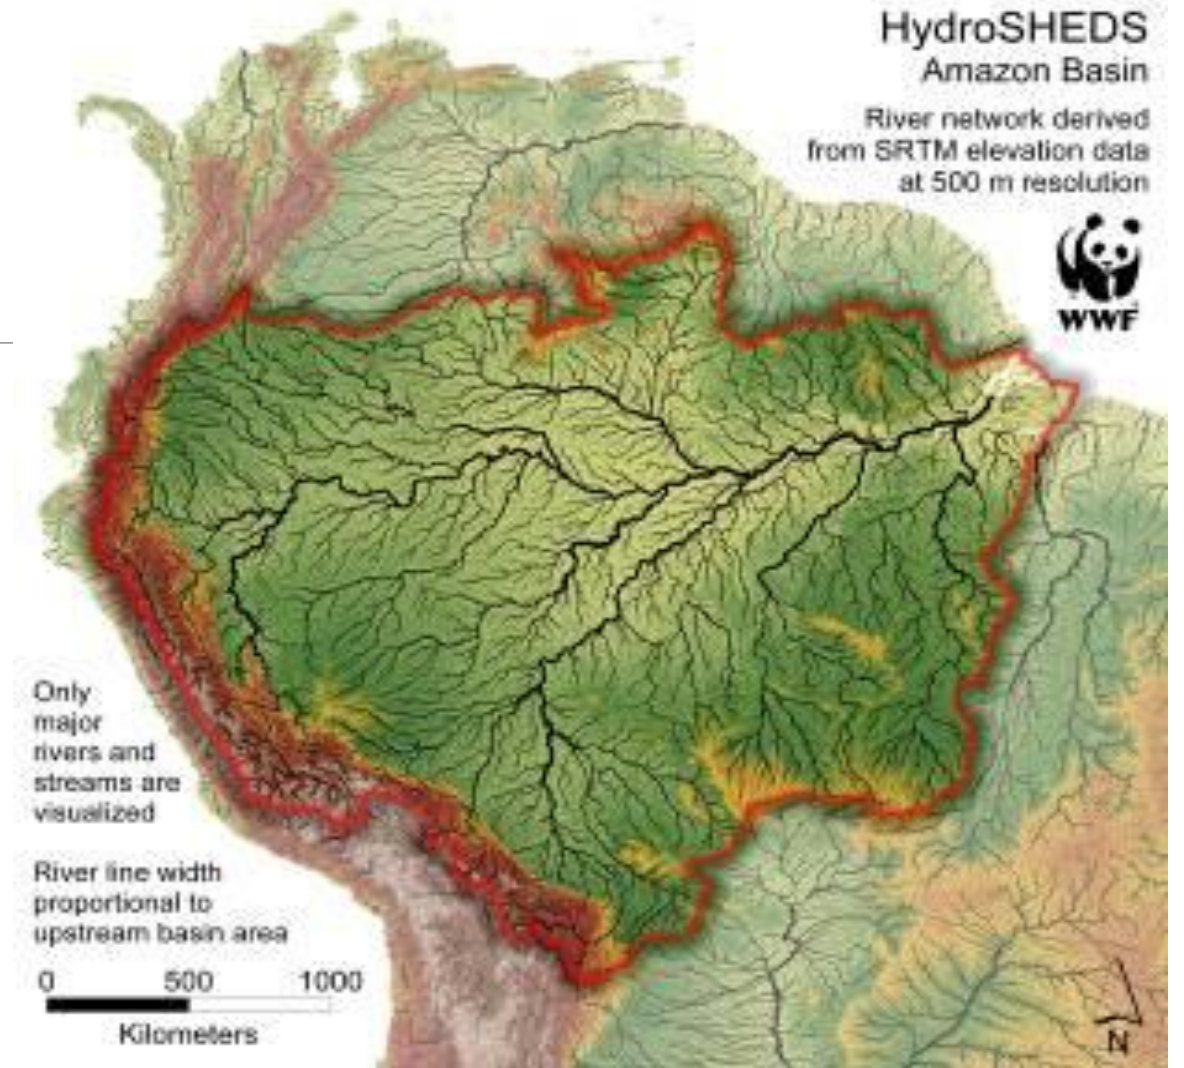 HydroSHEDS
Amazon Basin
River network derived
from SRTM elevation data
at 500 m resolution
WWF
Only
major
rivers and
streams are
visualized
River line width
proportional to
upstream basin area
0 500 1000
Kilometers
N